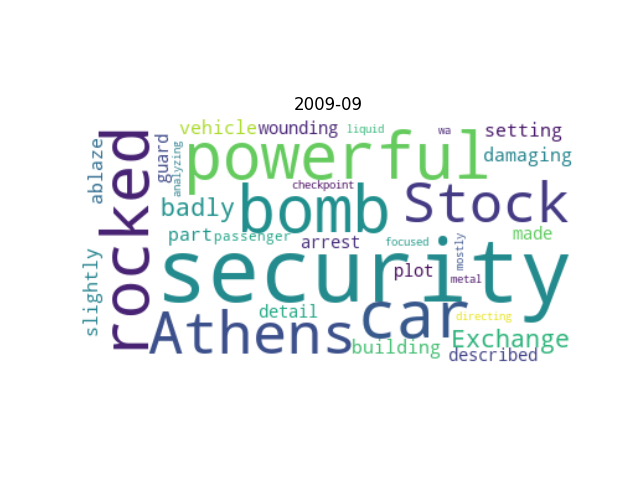 2009-09
vehicle
wounding
liquid
wa
setting
powerful
damaging
rocked
ablaze
guard
analyzing
checkpoint
badly
bomb
Stock
part
passenger
arrest
focused
mostly
made
security
plot
metal
slightly
detail
car
directing
Athens
building
Exchange
described